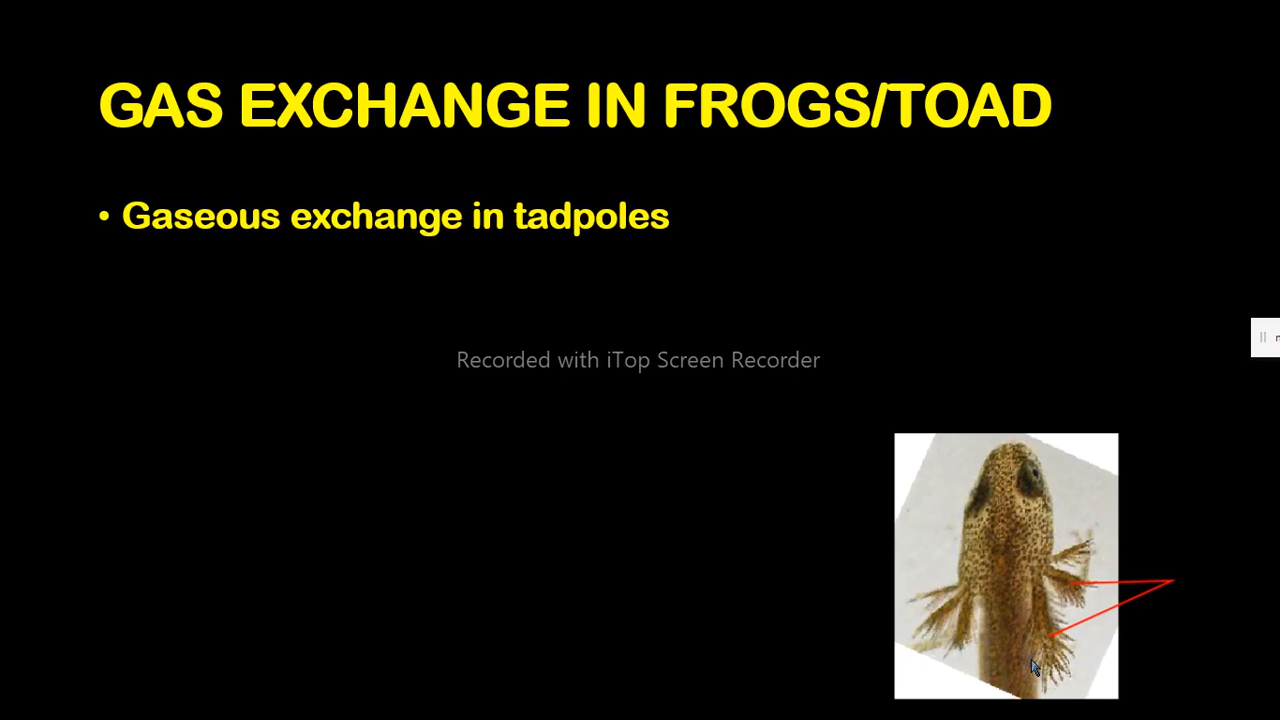 GAS EXCHANGE IN FROGS/TOAD
• Gaseous exchange in tadpoles
Recorded with iTop Screen Recorder